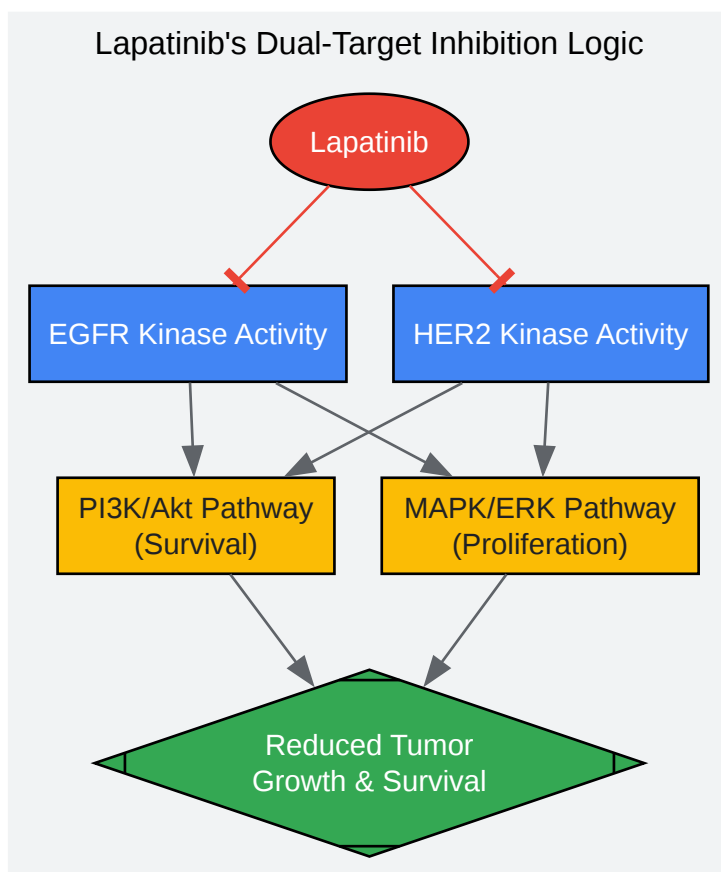 Lapatinib's Dual-Target Inhibition Logic
Lapatinib
EGFR Kinase Activity
HER2 Kinase Activity
PI3K/Akt Pathway
(Survival)
MAPK/ERK Pathway
(Proliferation)
Reduced Tumor
Growth & Survival